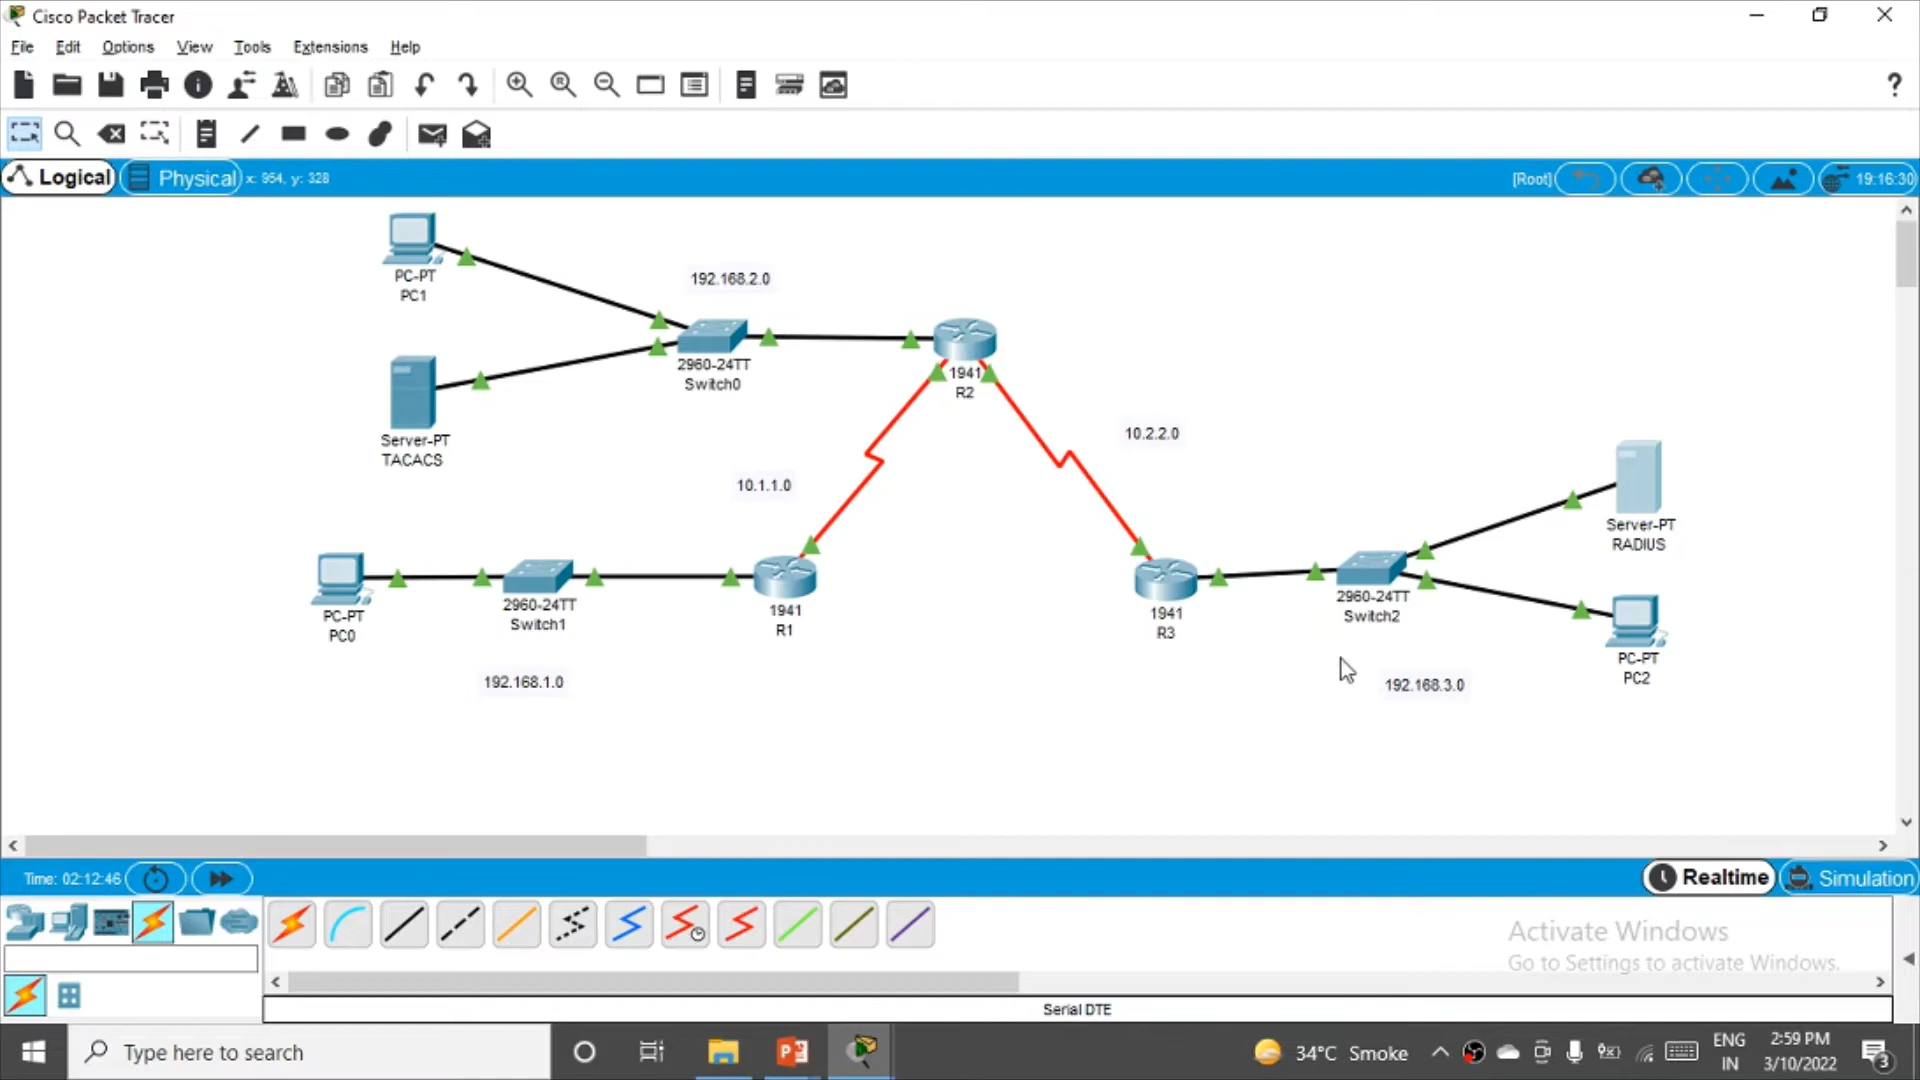 Cisco Packet Tracer
File Edit Options View Tools Extensions Help
?
Logical Physical x: 954, y: 328 [Root] 19:16:30
PC-PT
PC1
192.168.2.0
2960-24TT
Switch0
1941
R2
Server-PT
TACACS
10.2.2.0
10.1.1.0
Server-PT
RADIUS
PC-PT
PC0
2960-24TT
Switch1
1941
R1
1941
R3
2960-24TT
Switch2
PC-PT
PC2
192.168.1.0
192.168.3.0
Time: 02:12:46 Realtime Simulation
Activate Windows
Go to Settings to activate Windows.
Serial DTE
Type here to search
34°C Smoke
ENG
IN
2:59 PM
3/10/2022
3